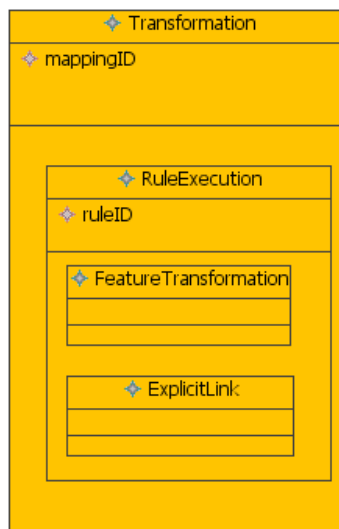 Transformation
mappingID
RuleExecution
ruleID
FeatureTransformation
ExplicitLink